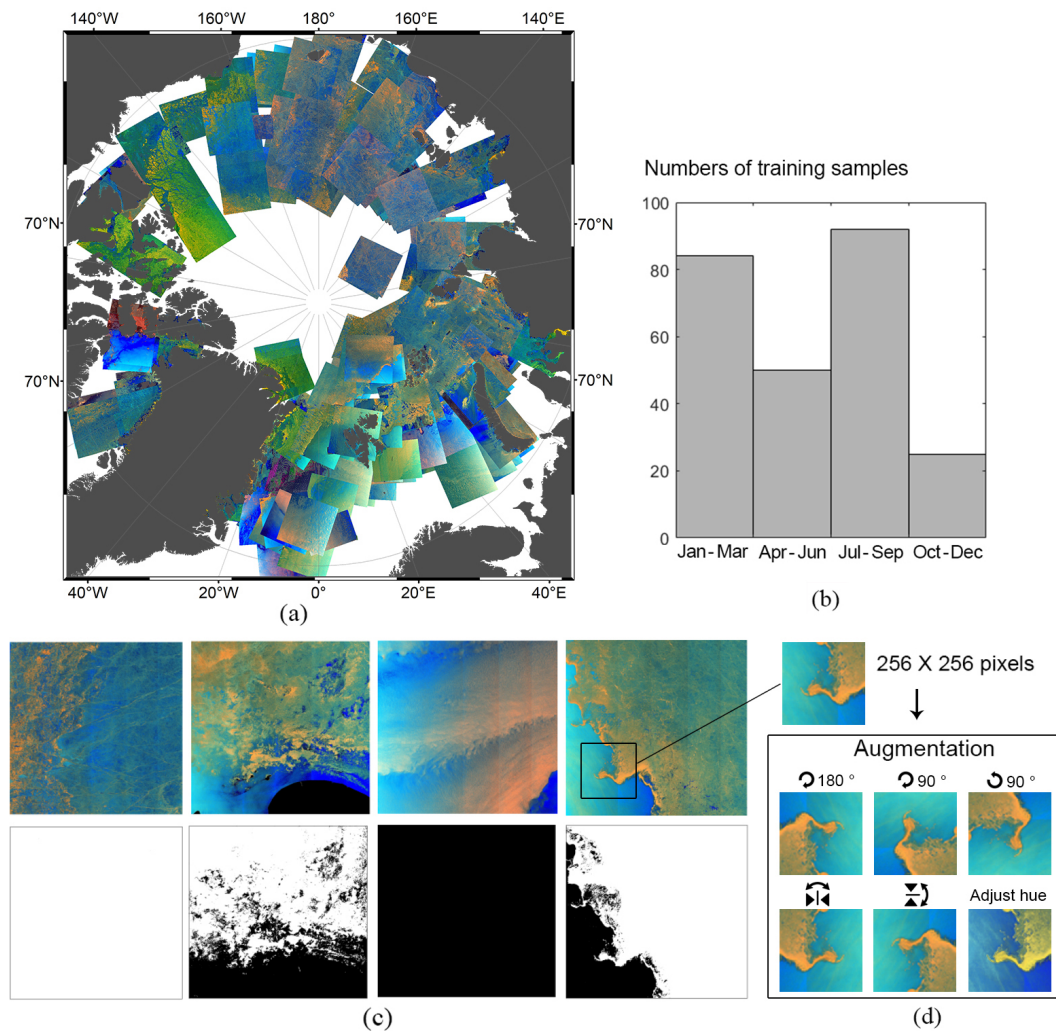 140°W 160°W 180° 160°E 140°E
70°N 70°N
70°N 70°N
40°W 20°W 0° 20°E 40°E
(a)
Numbers of training samples
100
80
60
40
20
0
Jan-Mar Apr-Jun Jul-Sep Oct-Dec
(b)
256 X 256 pixels
Augmentation
180 ° 90 ° 90 °
Adjust hue
(c)
(d)